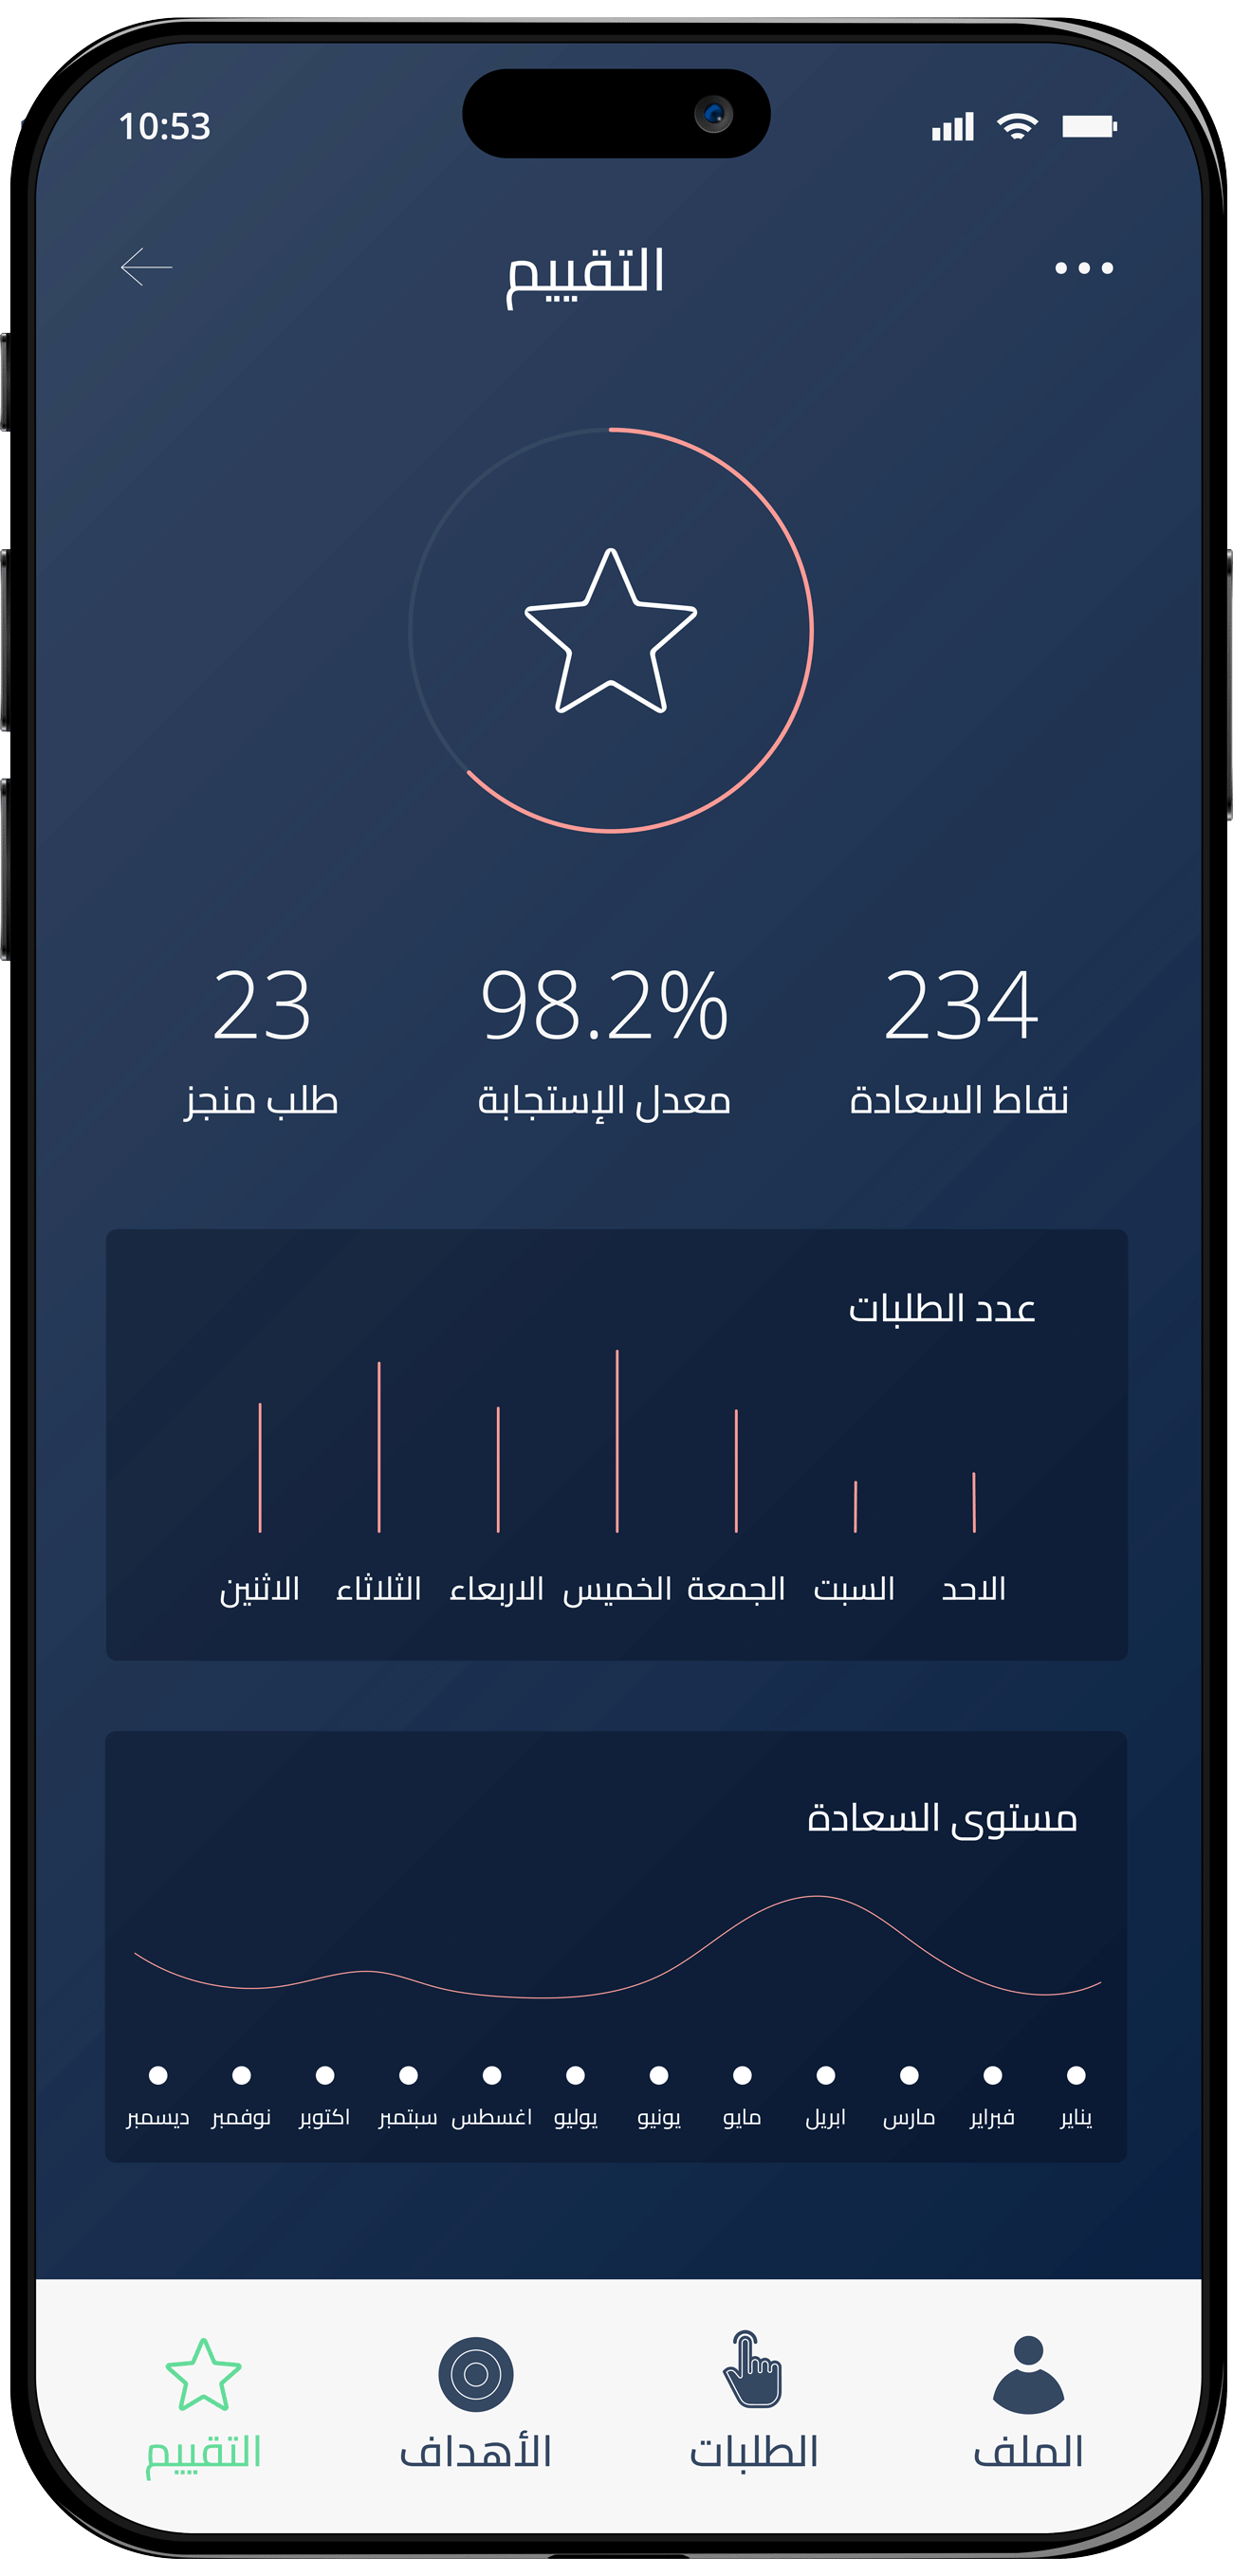 10:53
التقييم
234
98.2%
23
نقاط السعادة
معدل الإستجابة
طلب منجز
عدد الطلبات
الاحد
السبت
الجمعة
الخميس
الاربعاء
الثلاثاء
الاثنين
مستوى السعادة
يناير
فبراير
مارس
ابريل
مايو
يونيو
يوليو
اغسطس
سبتمبر
اكتوبر
نوفمبر
ديسمبر
الملف
الطلبات
الأهداف
التقييم